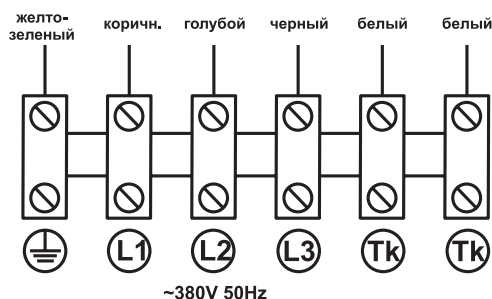 желто-
зеленый коричн. голубой черный белый белый
L1 L2 L3 Tk Tk
~380V 50Hz